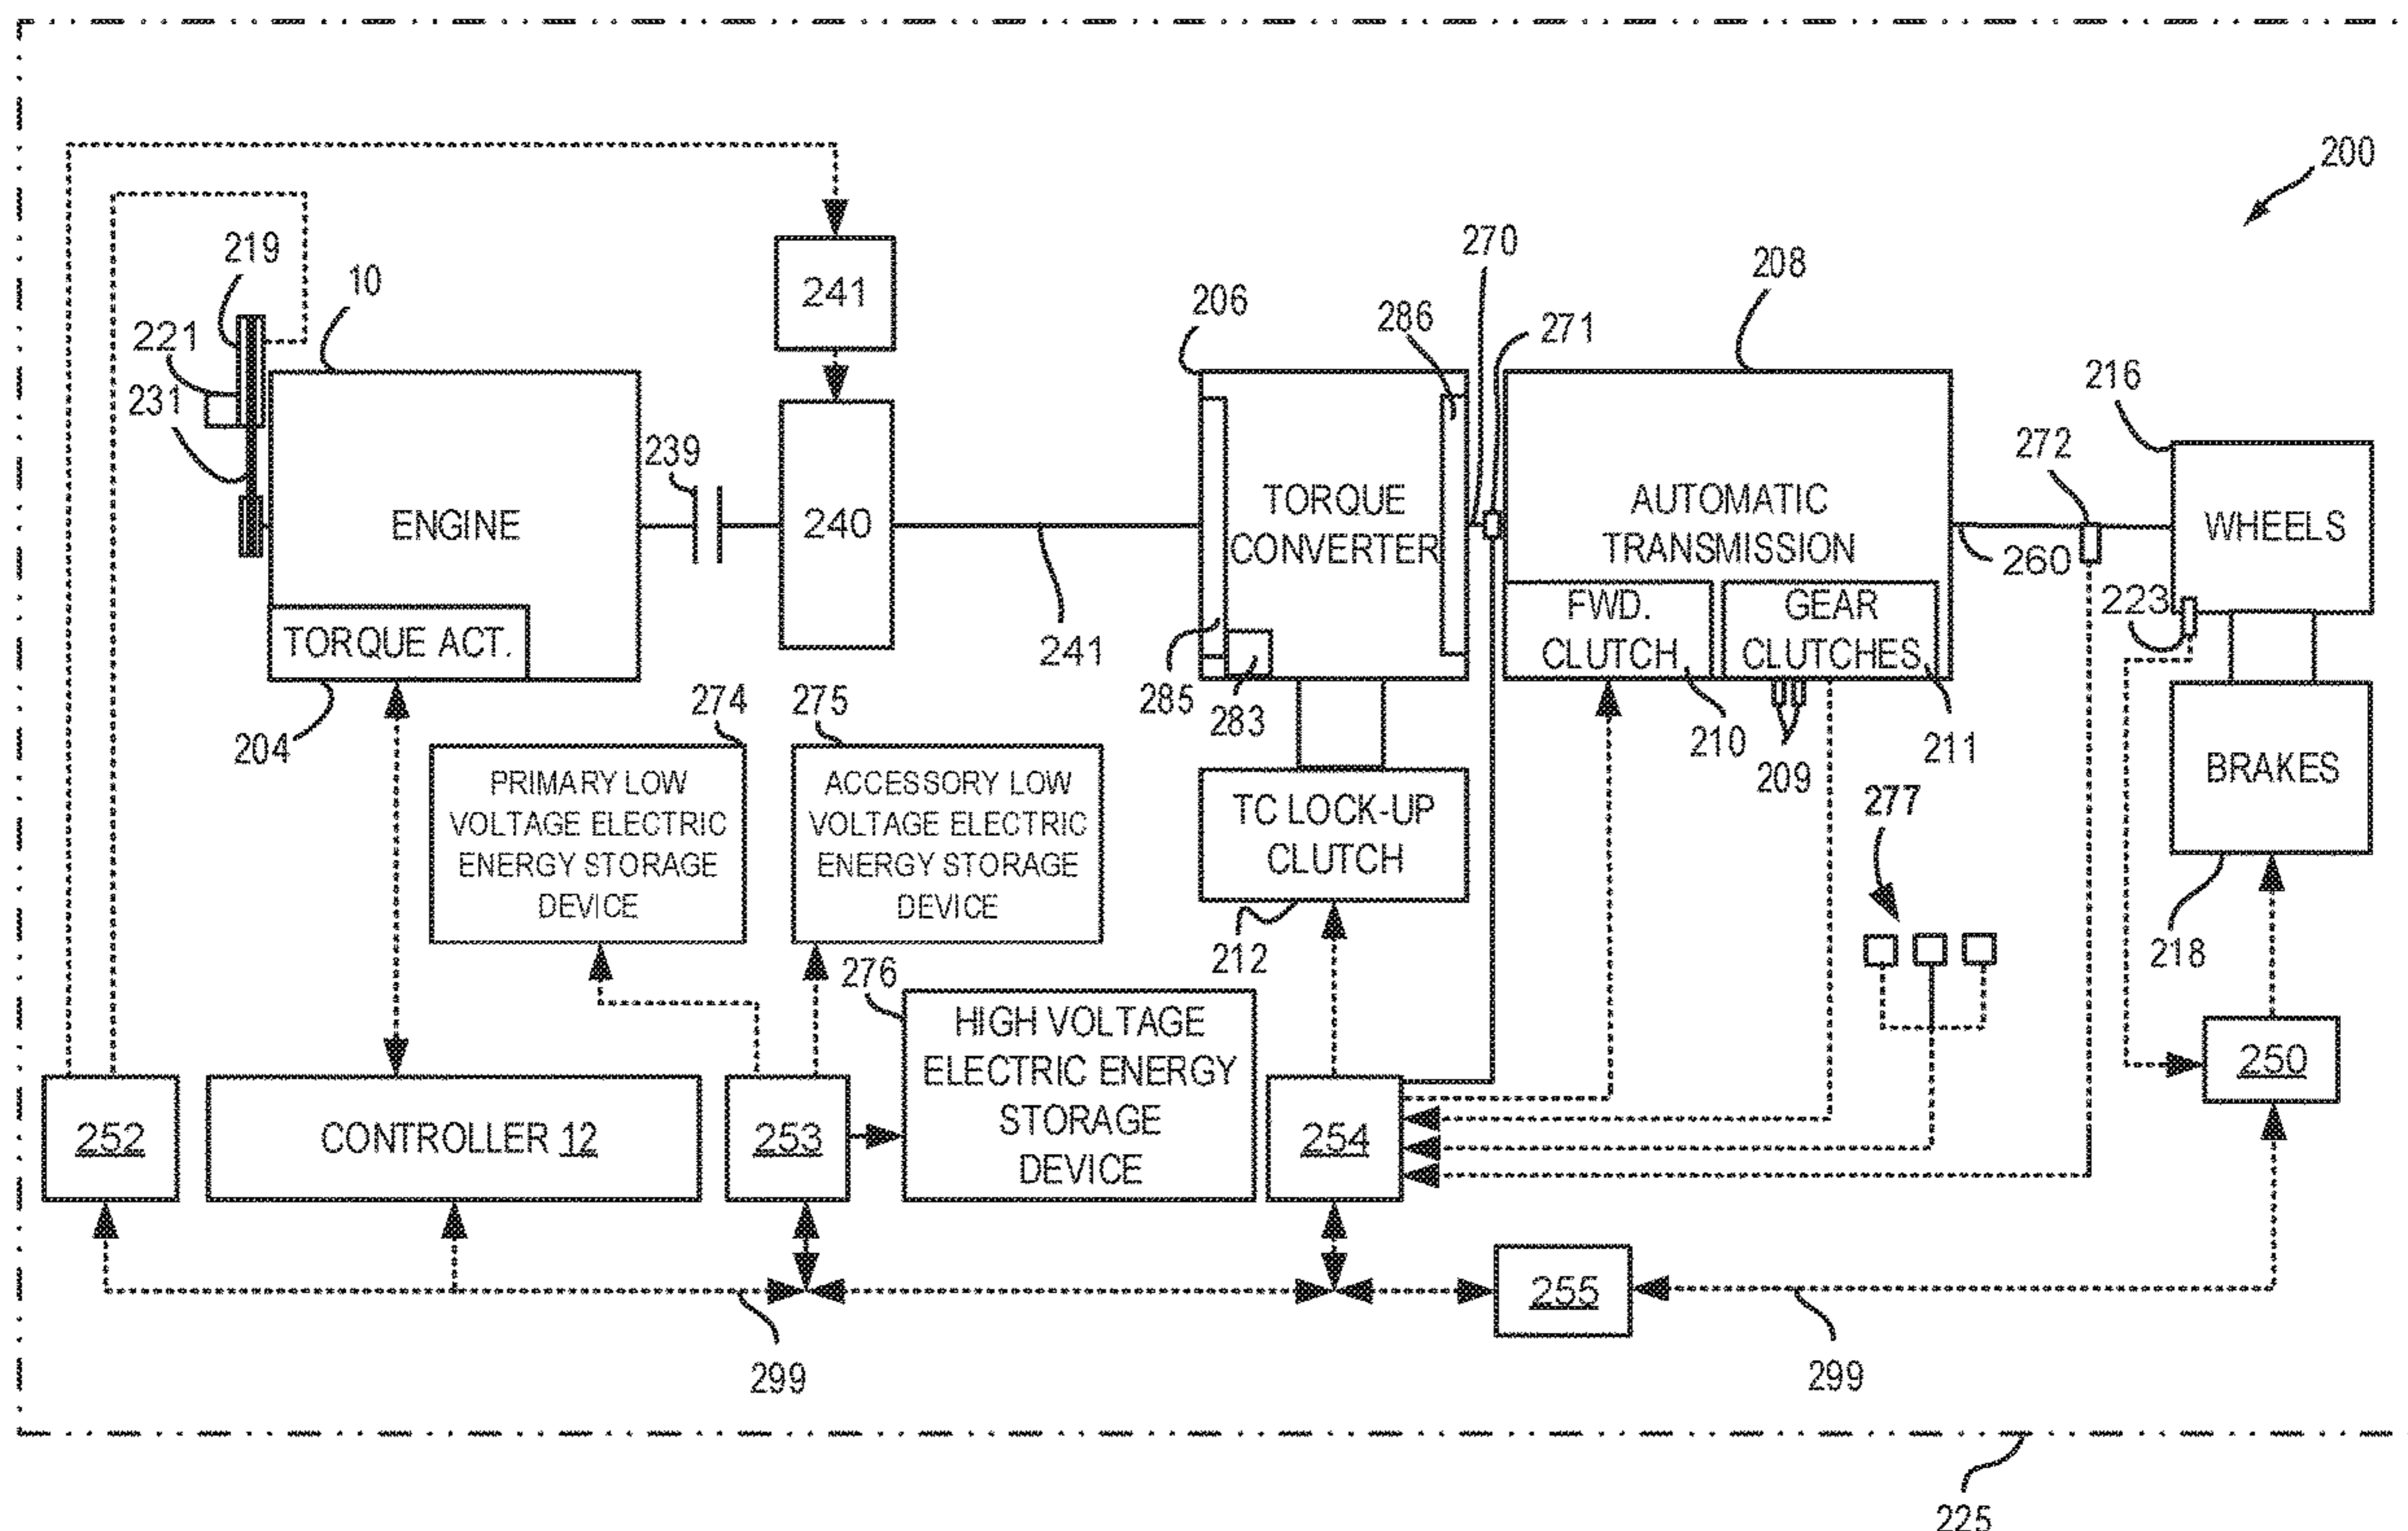 200
219
10
241
206
286
270
271
208
221
231
216
239
272
ENGINE
240
TORQUE
CONVERTER
AUTOMATIC
TRANSMISSION
WHEELS
260
241
TORQUE ACT.
FWD.
CLUTCH
GEAR
CLUTCHES
223
285
283
204
274
275
210
209
211
PRIMARY LOW
VOLTAGE ELECTRIC
ENERGY STORAGE
DEVICE
ACCESSORY LOW
VOLTAGE ELECTRIC
ENERGY STORAGE
DEVICE
TC LOCK-UP
CLUTCH
BRAKES
277
212
218
276
HIGH VOLTAGE
ELECTRIC ENERGY
STORAGE
DEVICE
252
CONTROLLER 12
253
254
250
255
299
299
225